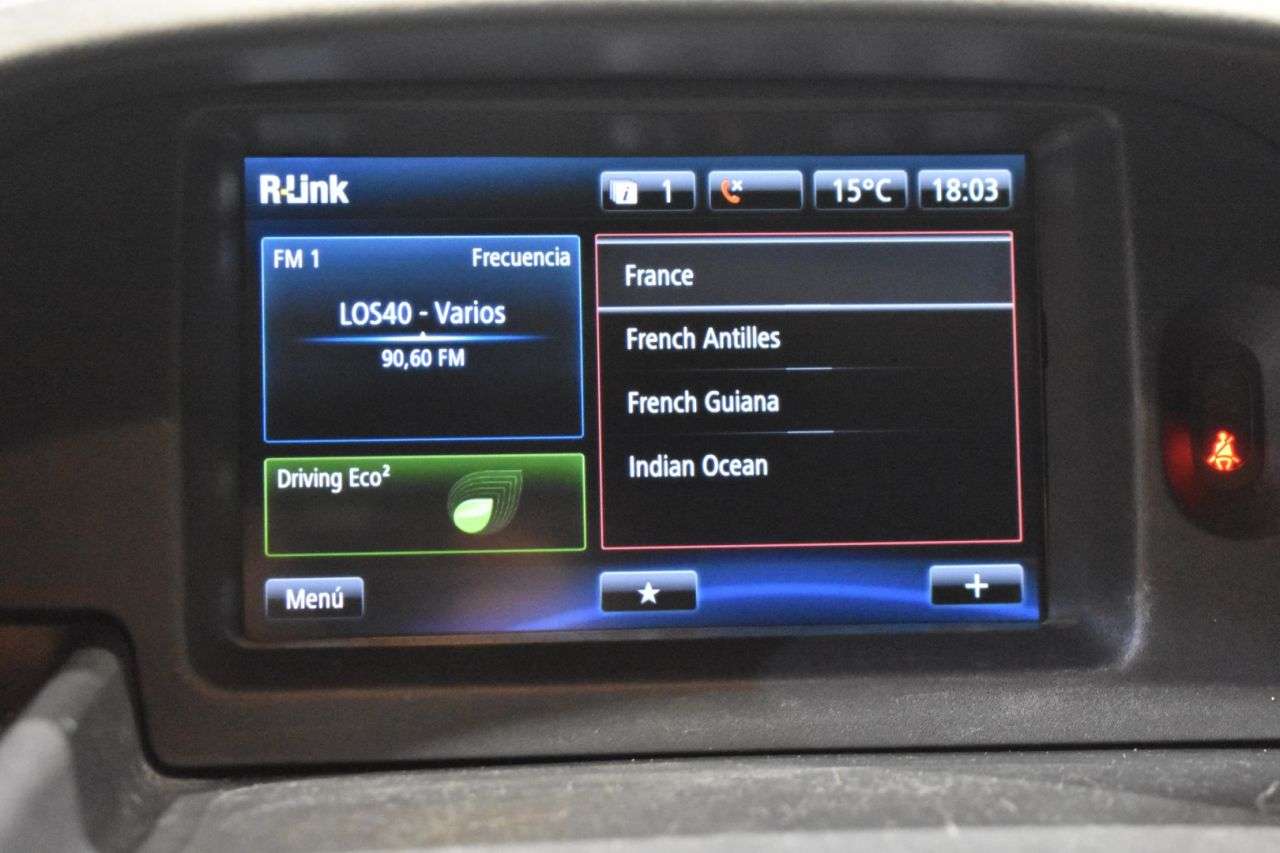 R-Link
1
15°C
18:03
FM 1
Frecuencia
LOS40 - Varios
90,60 FM
Driving Eco²
France
French Antilles
French Guiana
Indian Ocean
Menú